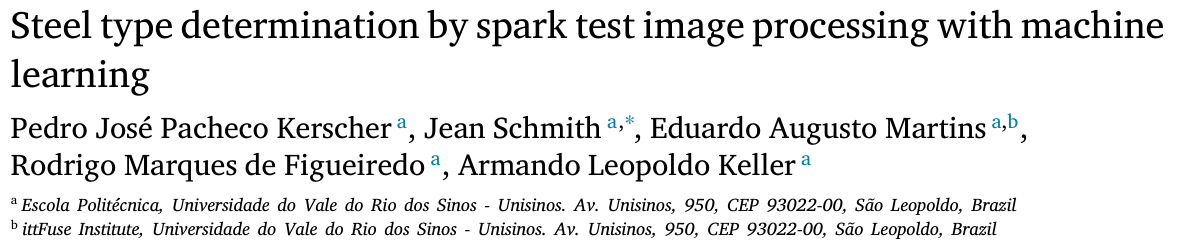 Steel type determination by spark test image processing with machine
learning
Pedro José Pacheco Kerscher a, Jean Schmith a,*, Eduardo Augusto Martins a,b,
Rodrigo Marques de Figueiredo a, Armando Leopoldo Keller a
a Escola Politécnica, Universidade do Vale do Rio dos Sinos - Unisinos. Av. Unisinos, 950, CEP 93022-00, São Leopoldo, Brazil
b ittFuse Institute, Universidade do Vale do Rio dos Sinos - Unisinos. Av. Unisinos, 950, CEP 93022-00, São Leopoldo, Brazil